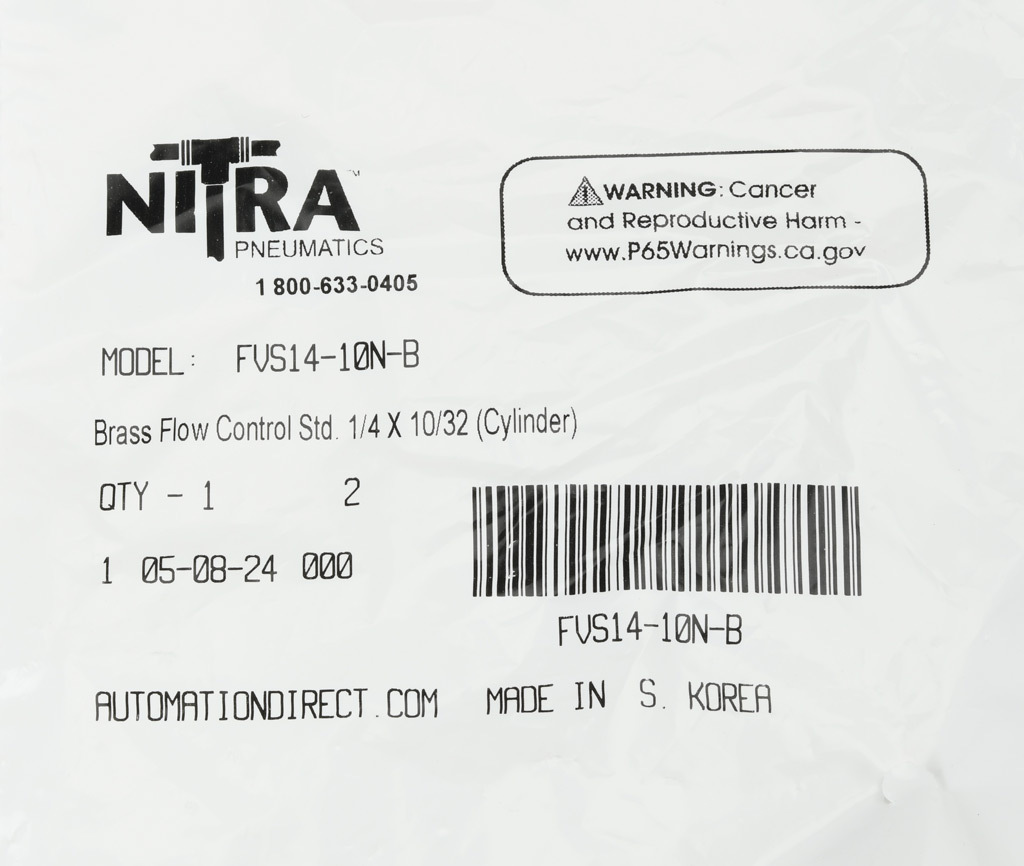 NITRA™
PNEUMATICS
1 800-633-0405
WARNING: Cancer
and Reproductive Harm -
www.P65Warnings.ca.gov
MODEL: FVS14-10N-B
Brass Flow Control Std. 1/4 X 10/32 (Cylinder)
QTY - 1 2
1 05-08-24 000
FVS14-10N-B
AUTOMATIONDIRECT.COM MADE IN S. KOREA